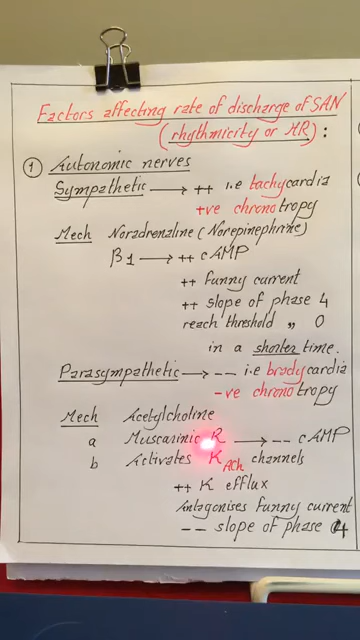 Factors affecting rate of discharge of SAN
(rhythmicity or HR):
① Autonomic nerves
Sympathetic → ++ i.e tachycardia
+ve chronotropy
Mech Noradrenaline (Norepinephrine)
β1 → ++ cAMP
++ funny current
++ slope of phase 4
reach threshold „ 0
in a shorter time.
Parasympathetic → -- i.e bradycardia
-ve chronotropy
Mech Acetylcholine
a Muscarinic R → -- cAMP
b Activates K ACh channels
++ K efflux
Antagonises funny current
-- slope of phase 4